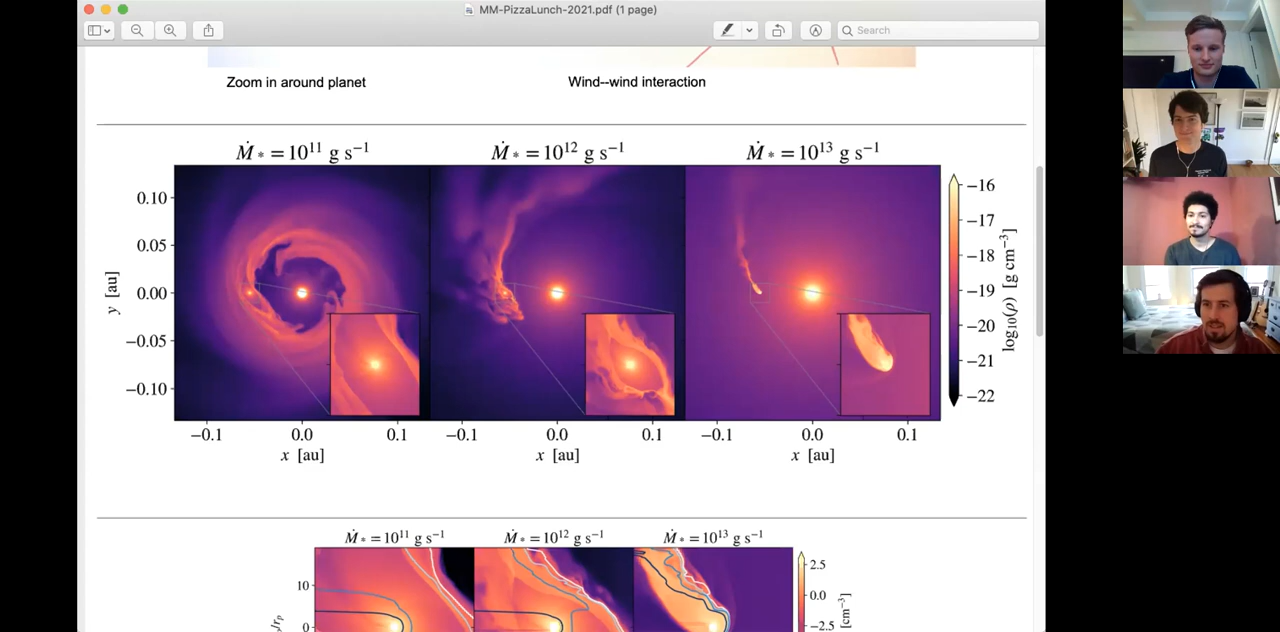 MM-PizzaLunch-2021.pdf (1 page)
Search
Zoom in around planet
Wind--wind interaction
Ṁ* = 10¹¹ g s⁻¹
Ṁ* = 10¹² g s⁻¹
Ṁ* = 10¹³ g s⁻¹
0.10
0.05
0.00
−0.05
−0.10
y [au]
−0.1 0.0 0.1
x [au]
−0.1 0.0 0.1
x [au]
−0.1 0.0 0.1
x [au]
−16
−17
−18
−19
−20
−21
−22
log₁₀(ρ) [g cm⁻³]
Ṁ* = 10¹¹ g s⁻¹
Ṁ* = 10¹² g s⁻¹
Ṁ* = 10¹³ g s⁻¹
10
0
2.5
0.0
−2.5
[cm⁻³]